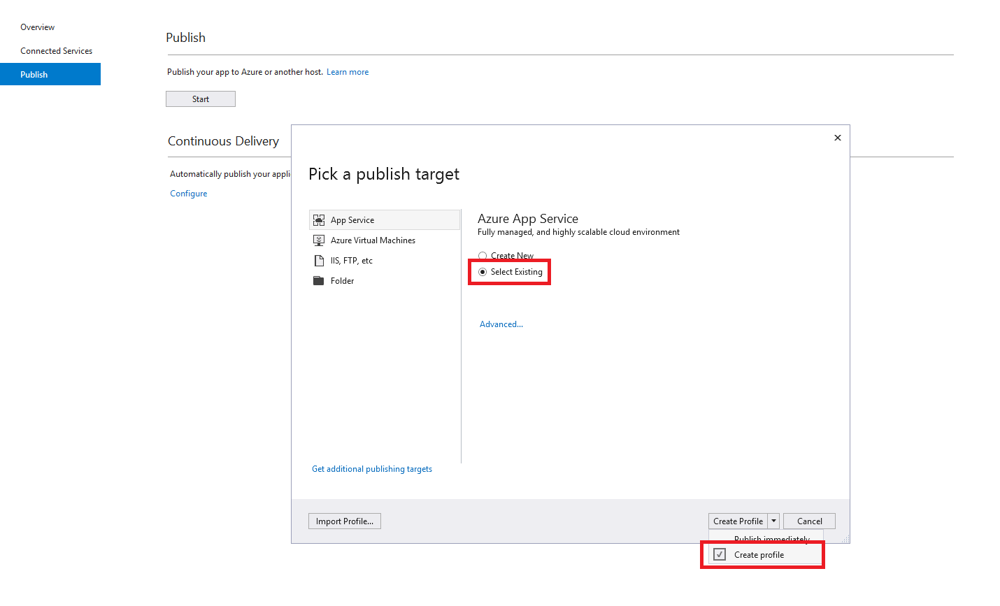 Overview
Connected Services
Publish
Publish
Publish your app to Azure or another host. Learn more
Start
Continuous Delivery
Automatically publish your appli
Configure
Pick a publish target
App Service
Azure Virtual Machines
IIS, FTP, etc
Folder
Azure App Service
Fully managed, and highly scalable cloud environment
Create New
Select Existing
Advanced...
Get additional publishing targets
Import Profile...
Create Profile
Cancel
Publish immediately
Create profile